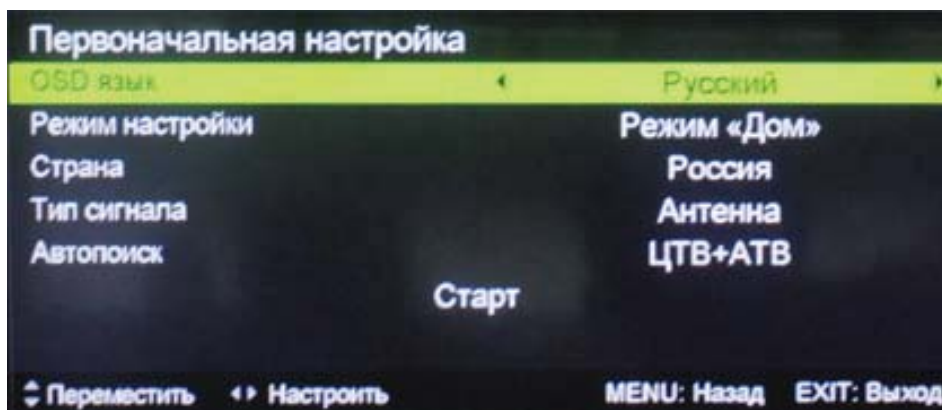 Первоначальная настройка
OSD язык Русский
Режим настройки Режим «Дом»
Страна Россия
Тип сигнала Антенна
Автопоиск ЦТВ+АТВ
Старт
Переместить Настроить MENU: Назад EXIT: Выход